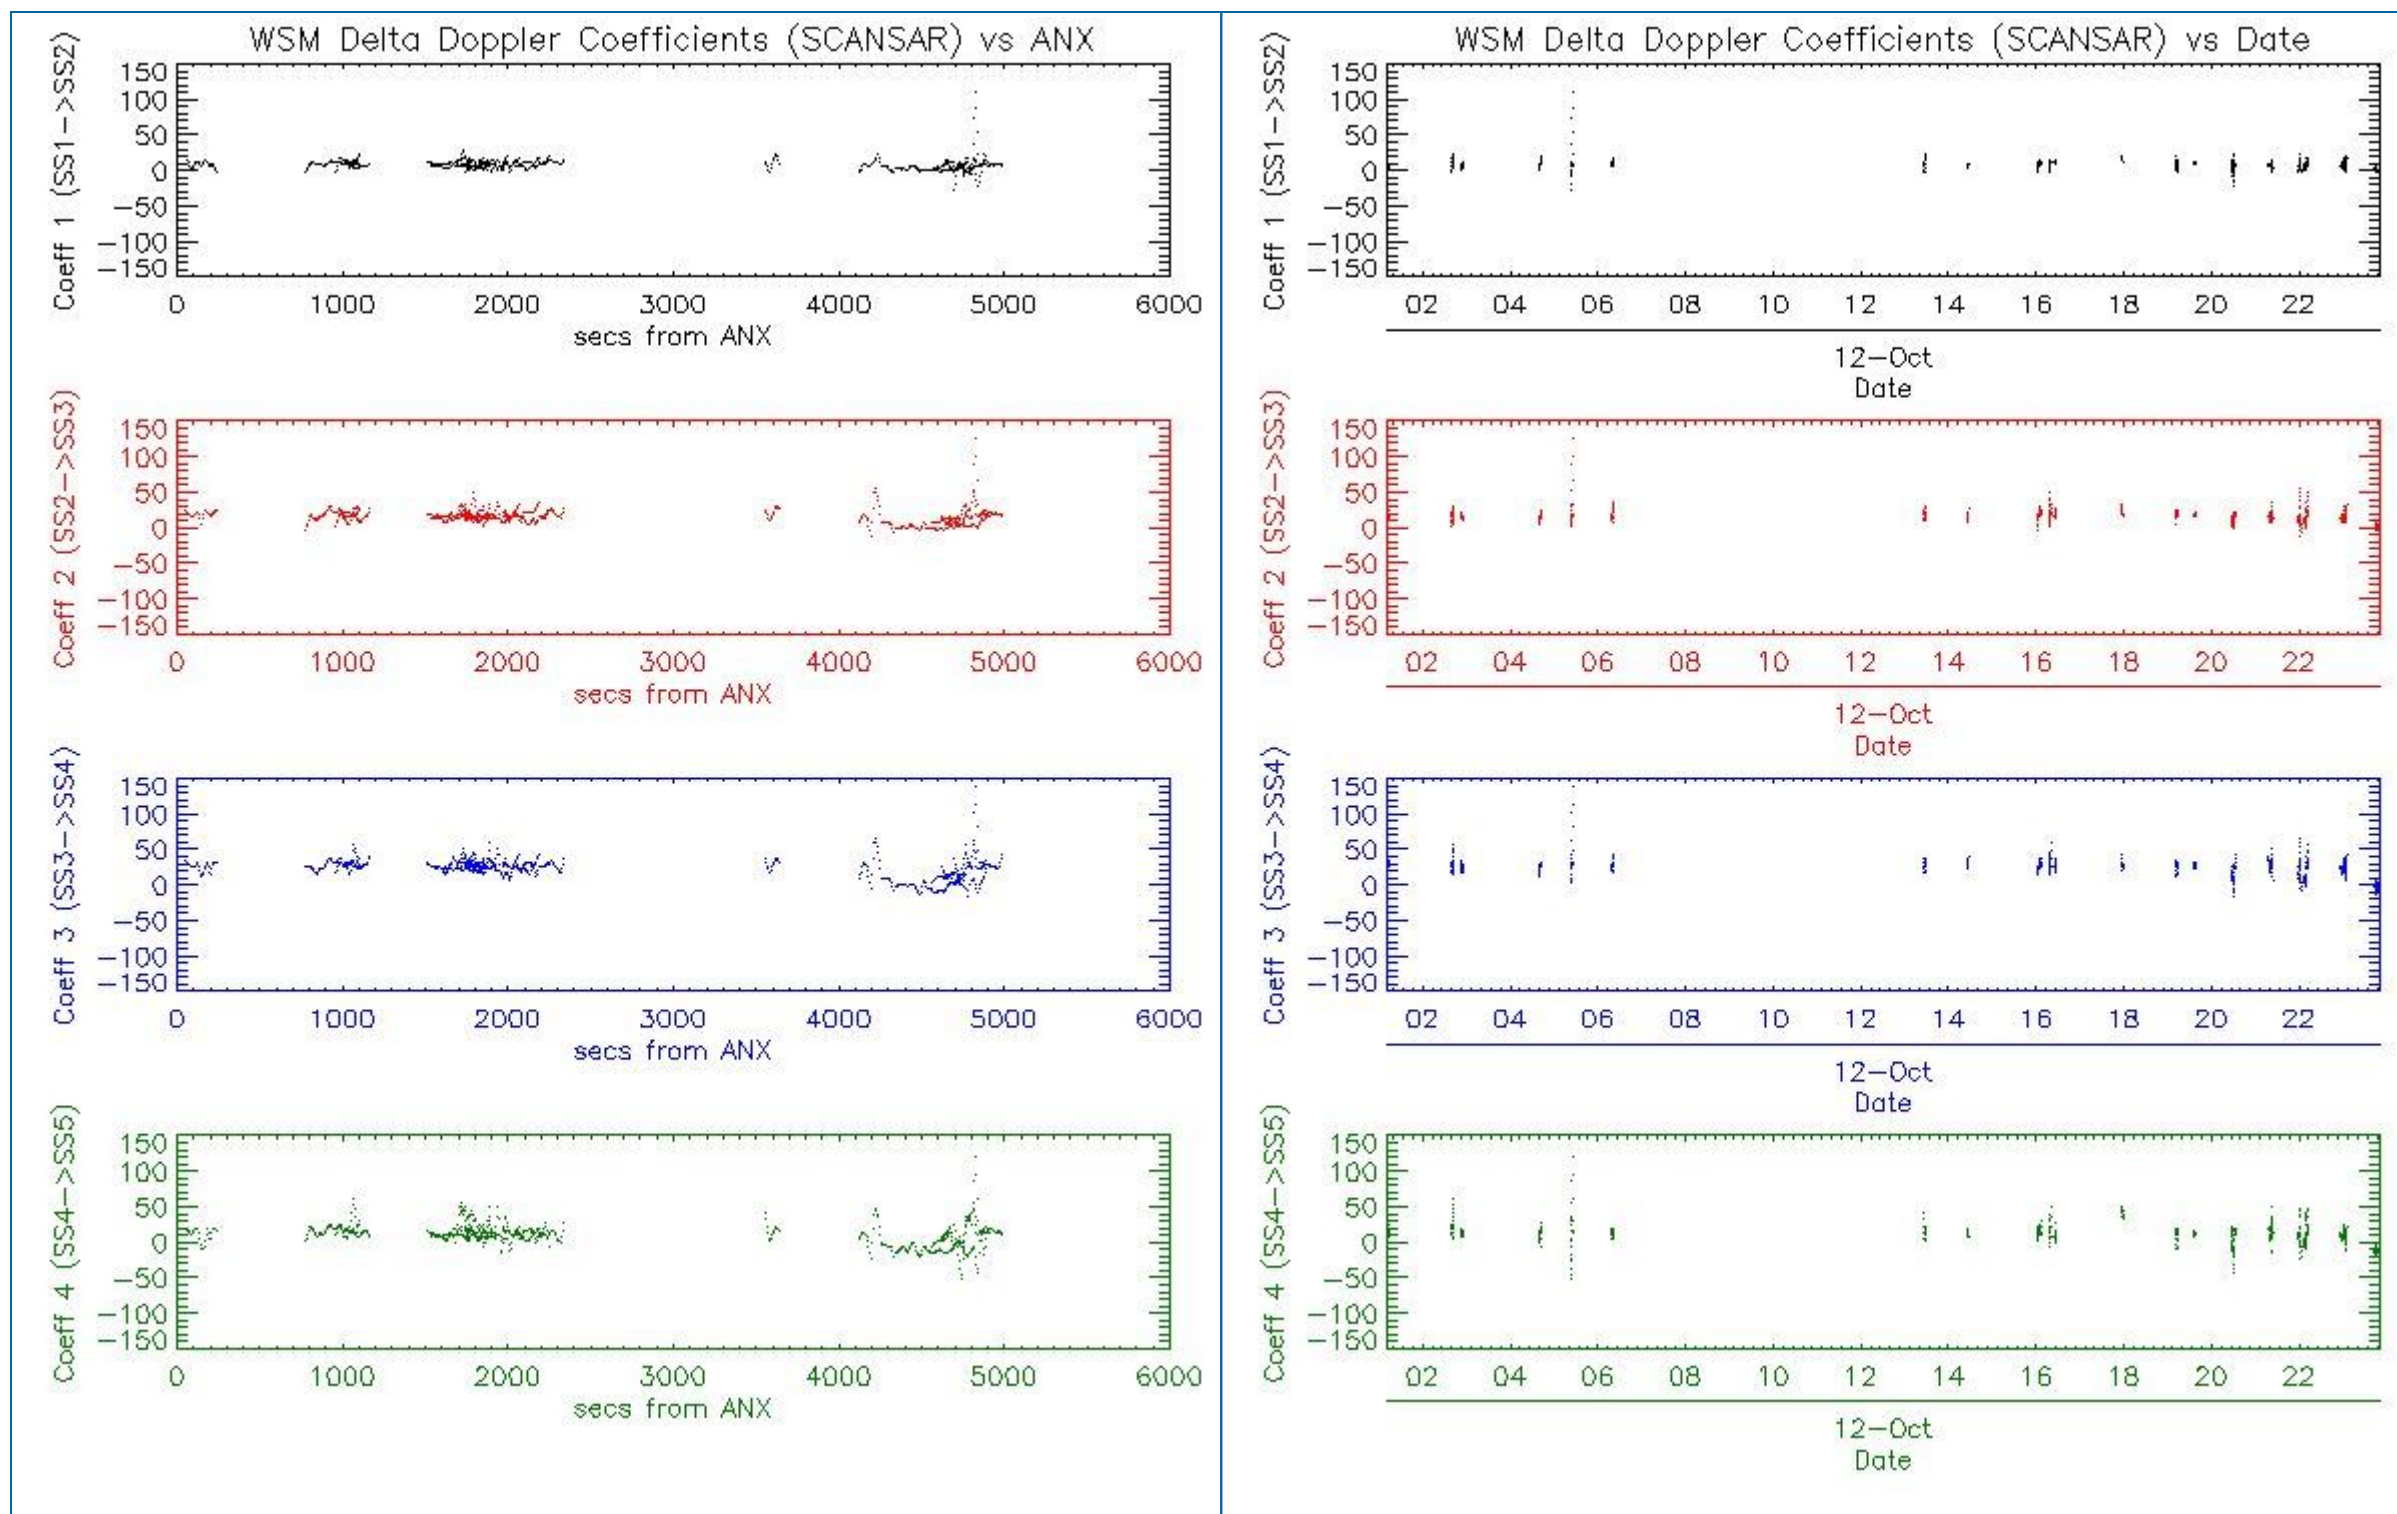 WSM Delta Doppler Coefficients (SCANSAR) vs ANX
Coeff 1 (SS1->SS2)
150
100
50
0
-50
-100
-150
0 1000 2000 3000 4000 5000 6000
secs from ANX
Coeff 2 (SS2->SS3)
150
100
50
0
-50
-100
-150
0 1000 2000 3000 4000 5000 6000
secs from ANX
Coeff 3 (SS3->SS4)
150
100
50
0
-50
-100
-150
0 1000 2000 3000 4000 5000 6000
secs from ANX
Coeff 4 (SS4->SS5)
150
100
50
0
-50
-100
-150
0 1000 2000 3000 4000 5000 6000
secs from ANX
WSM Delta Doppler Coefficients (SCANSAR) vs Date
Coeff 1 (SS1->SS2)
150
100
50
0
-50
-100
-150
02 04 06 08 10 12 14 16 18 20 22
12-Oct
Date
Coeff 2 (SS2->SS3)
150
100
50
0
-50
-100
-150
02 04 06 08 10 12 14 16 18 20 22
12-Oct
Date
Coeff 3 (SS3->SS4)
150
100
50
0
-50
-100
-150
02 04 06 08 10 12 14 16 18 20 22
12-Oct
Date
Coeff 4 (SS4->SS5)
150
100
50
0
-50
-100
-150
02 04 06 08 10 12 14 16 18 20 22
12-Oct
Date